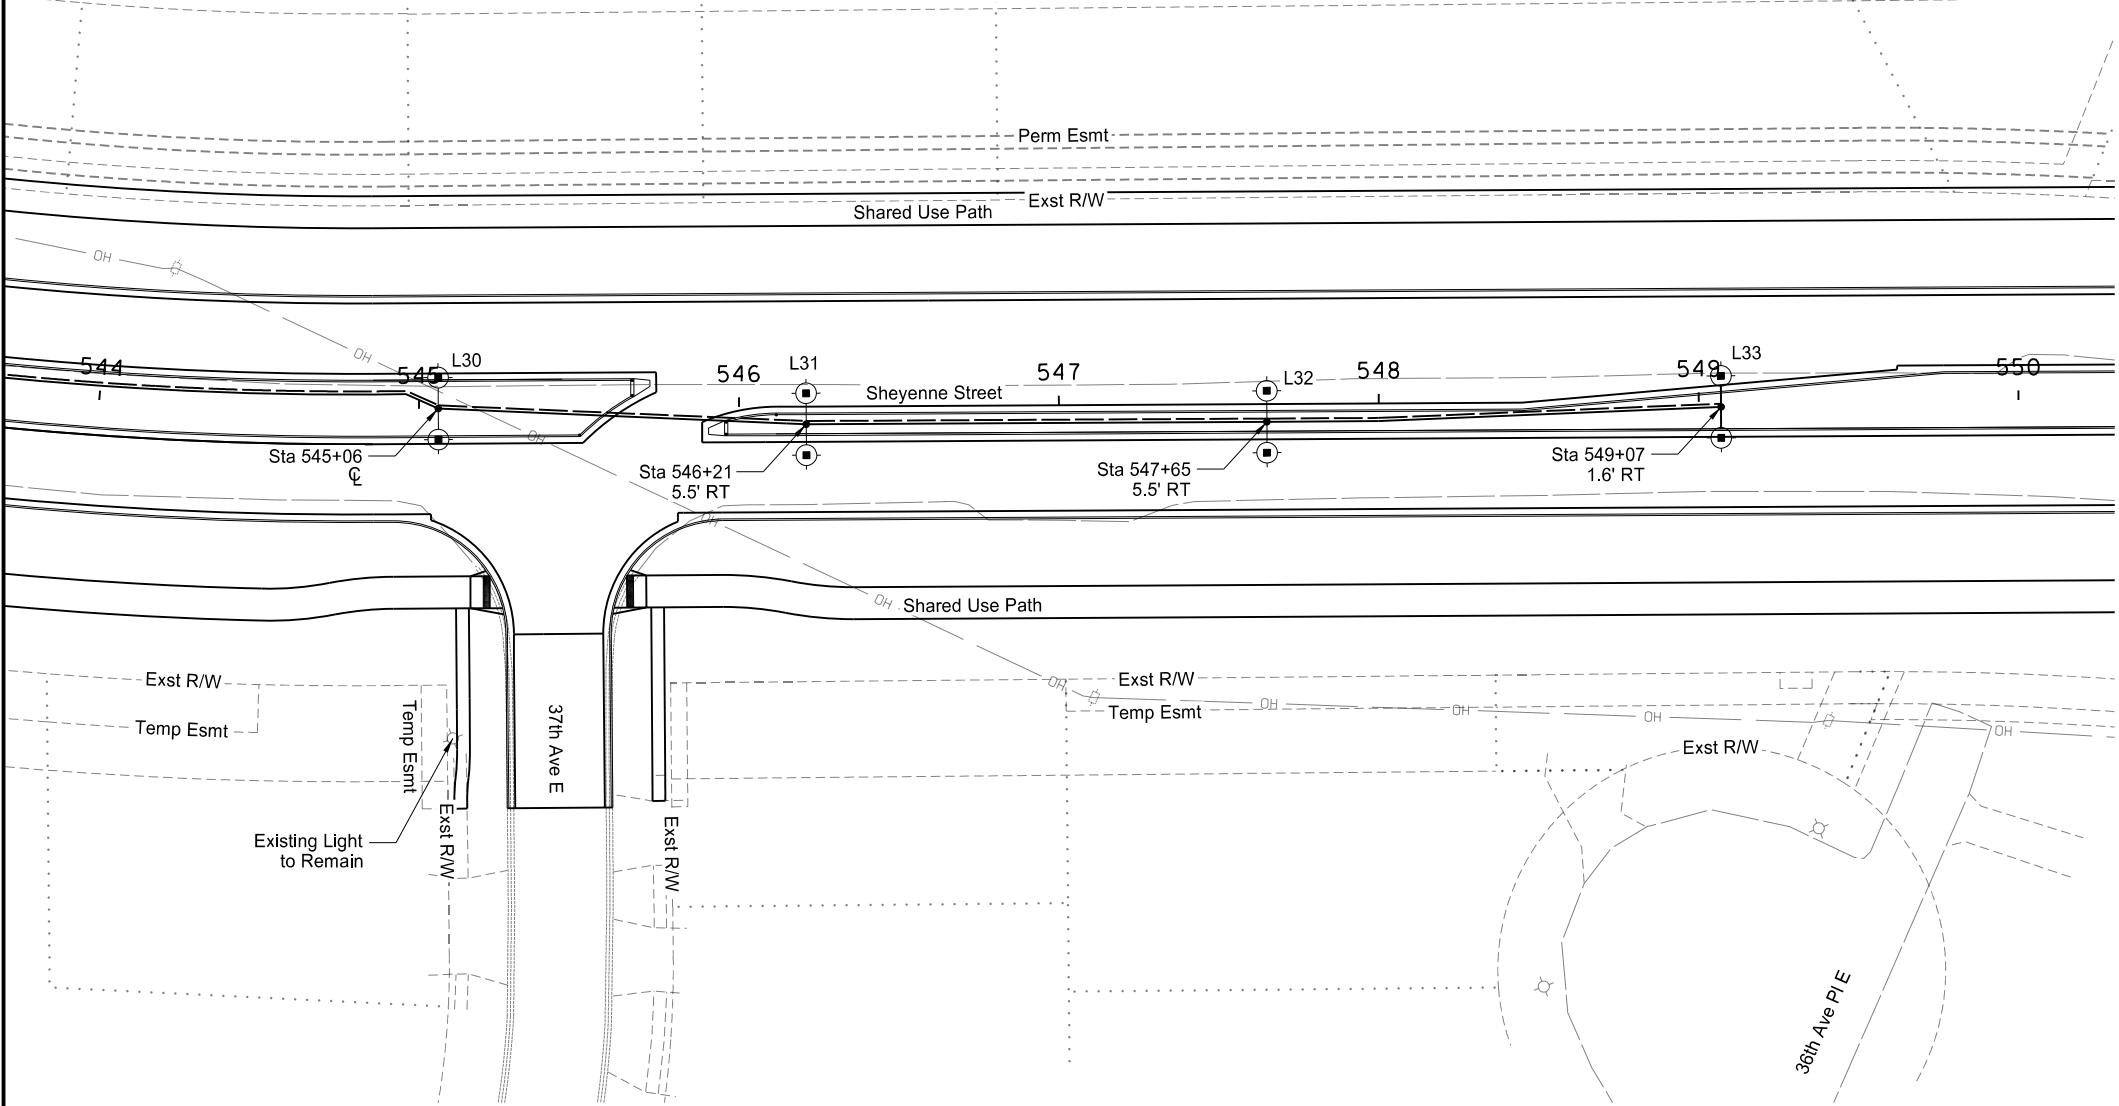 Perm Esmt
Exst R/W
Shared Use Path
OH
OH
544
545
L30
546
L31
Sheyenne Street
547
L32
548
549
L33
550
OH
Sta 545+06
℄
Sta 546+21
5.5' RT
Sta 547+65
5.5' RT
Sta 549+07
1.6' RT
OH
OH
Shared Use Path
Exst R/W
Temp Esmt
Temp Esmt
37th Ave E
OH
Exst R/W
Temp Esmt
OH
OH
OH
OH
Exst R/W
Existing Light
to Remain
Exst R/W
Exst R/W
36th Ave Pl E